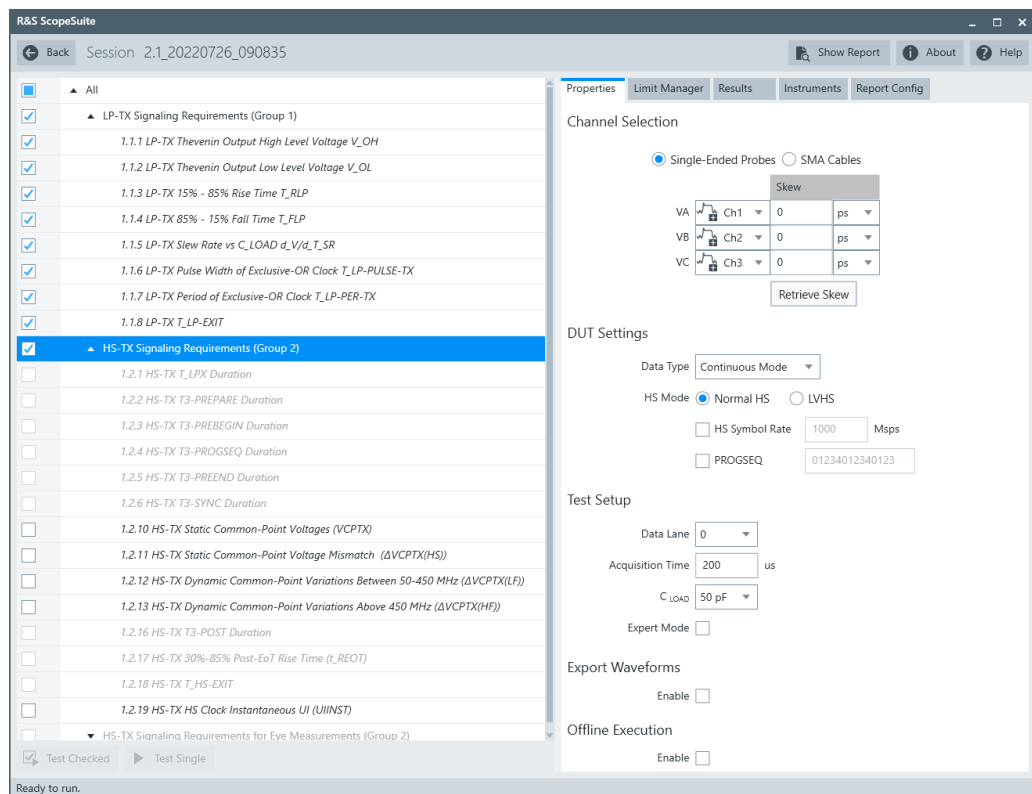 R&S ScopeSuite
Back Session 2.1_20220726_090835 Show Report About Help
All
LP-TX Signaling Requirements (Group 1)
1.1.1 LP-TX Thevenin Output High Level Voltage V_OH
1.1.2 LP-TX Thevenin Output Low Level Voltage V_OL
1.1.3 LP-TX 15% - 85% Rise Time T_RLP
1.1.4 LP-TX 85% - 15% Fall Time T_FLP
1.1.5 LP-TX Slew Rate vs C_LOAD d_V/d_T_SR
1.1.6 LP-TX Pulse Width of Exclusive-OR Clock T_LP-PULSE-TX
1.1.7 LP-TX Period of Exclusive-OR Clock T_LP-PER-TX
1.1.8 LP-TX T_LP-EXIT
HS-TX Signaling Requirements (Group 2)
1.2.1 HS-TX T_LPX Duration
1.2.2 HS-TX T3-PREPARE Duration
1.2.3 HS-TX T3-PREBEGIN Duration
1.2.4 HS-TX T3-PROGSEQ Duration
1.2.5 HS-TX T3-PREEND Duration
1.2.6 HS-TX T3-SYNC Duration
1.2.10 HS-TX Static Common-Point Voltages (VCPTX)
1.2.11 HS-TX Static Common-Point Voltage Mismatch (ΔVCPTX(HS))
1.2.12 HS-TX Dynamic Common-Point Variations Between 50-450 MHz (ΔVCPTX(LF))
1.2.13 HS-TX Dynamic Common-Point Variations Above 450 MHz (ΔVCPTX(HF))
1.2.16 HS-TX T3-POST Duration
1.2.17 HS-TX 30%-85% Post-EoT Rise Time (t_REOT)
1.2.18 HS-TX T_HS-EXIT
1.2.19 HS-TX HS Clock Instantaneous UI (UIINST)
HS-TX Signaling Requirements for Eye Measurements (Group 2)
Test Checked Test Single
Properties Limit Manager Results Instruments Report Config
Channel Selection
Single-Ended Probes SMA Cables
Skew
VA Ch1 0 ps
VB Ch2 0 ps
VC Ch3 0 ps
Retrieve Skew
DUT Settings
Data Type Continuous Mode
HS Mode Normal HS LVHS
HS Symbol Rate 1000 Msps
PROGSEQ 01234012340123
Test Setup
Data Lane 0
Acquisition Time 200 us
C LOAD 50 pF
Expert Mode
Export Waveforms
Enable
Offline Execution
Enable
Ready to run.